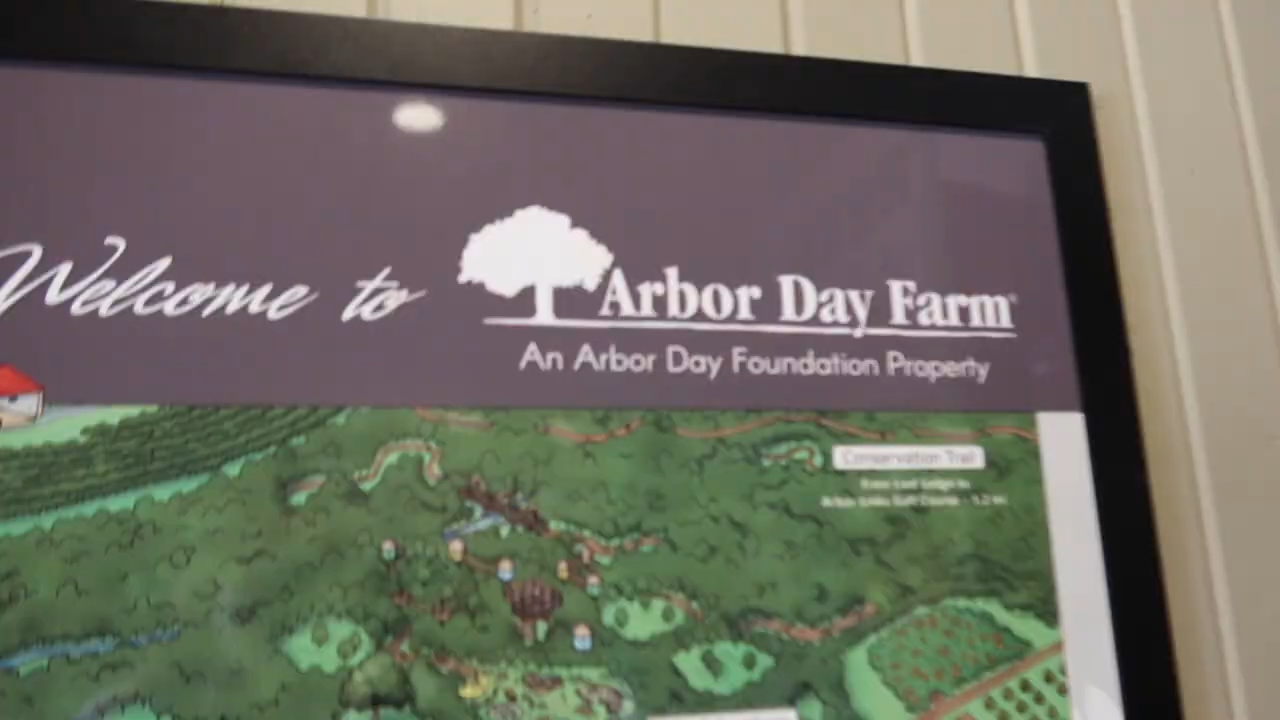 Welcome to
Arbor Day Farm
An Arbor Day Foundation Property
Conservation Trail